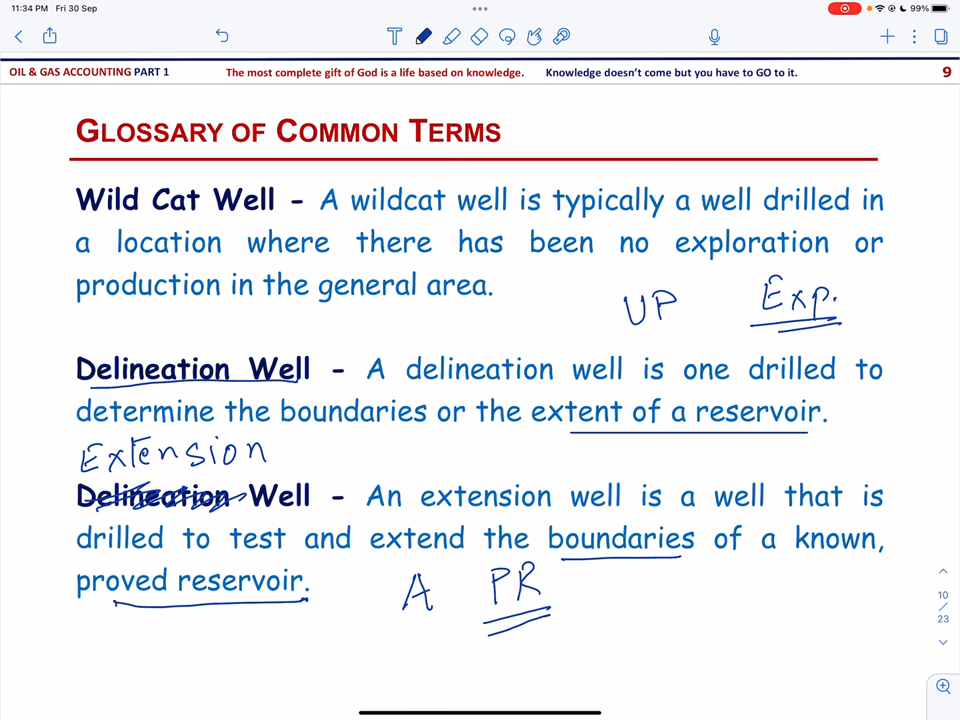 11:34 PM Fri 30 Sep
99%
OIL & GAS ACCOUNTING PART 1 The most complete gift of God is a life based on knowledge. Knowledge doesn't come but you have to GO to it. 9
GLOSSARY OF COMMON TERMS
Wild Cat Well - A wildcat well is typically a well drilled in
a location where there has been no exploration or
production in the general area.
UP Exp.
Delineation Well - A delineation well is one drilled to
determine the boundaries or the extent of a reservoir.
Extension
Delineation Well - An extension well is a well that is
drilled to test and extend the boundaries of a known,
proved reservoir.
A PR
10
/
23